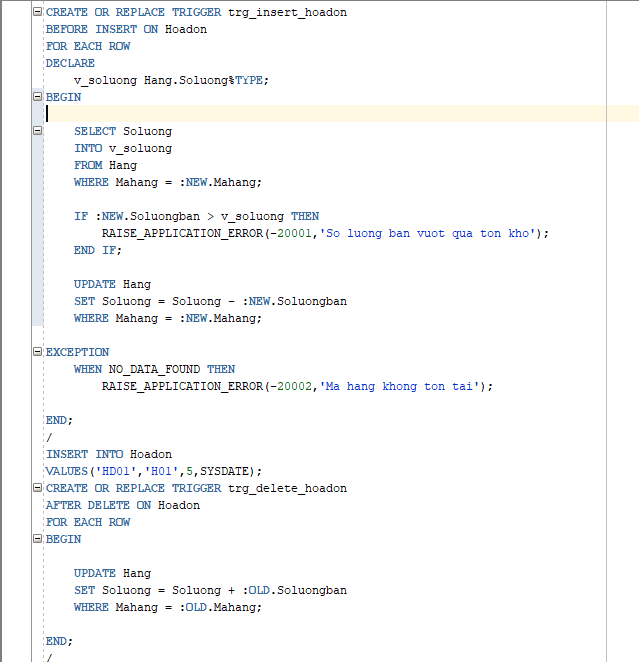 CREATE OR REPLACE TRIGGER trg_insert_hoadon
BEFORE INSERT ON Hoadon
FOR EACH ROW
DECLARE
    v_soluong Hang.Soluong%TYPE;
BEGIN
    SELECT Soluong
    INTO v_soluong
    FROM Hang
    WHERE Mahang = :NEW.Mahang;
    IF :NEW.Soluongban > v_soluong THEN
        RAISE_APPLICATION_ERROR(-20001,'So luong ban vuot qua ton kho');
    END IF;
    UPDATE Hang
    SET Soluong = Soluong - :NEW.Soluongban
    WHERE Mahang = :NEW.Mahang;
EXCEPTION
    WHEN NO_DATA_FOUND THEN
        RAISE_APPLICATION_ERROR(-20002,'Ma hang khong ton tai');
END;
/
INSERT INTO Hoadon
VALUES('HD01','H01',5,SYSDATE);
CREATE OR REPLACE TRIGGER trg_delete_hoadon
AFTER DELETE ON Hoadon
FOR EACH ROW
BEGIN
    UPDATE Hang
    SET Soluong = Soluong + :OLD.Soluongban
    WHERE Mahang = :OLD.Mahang;
END;
/